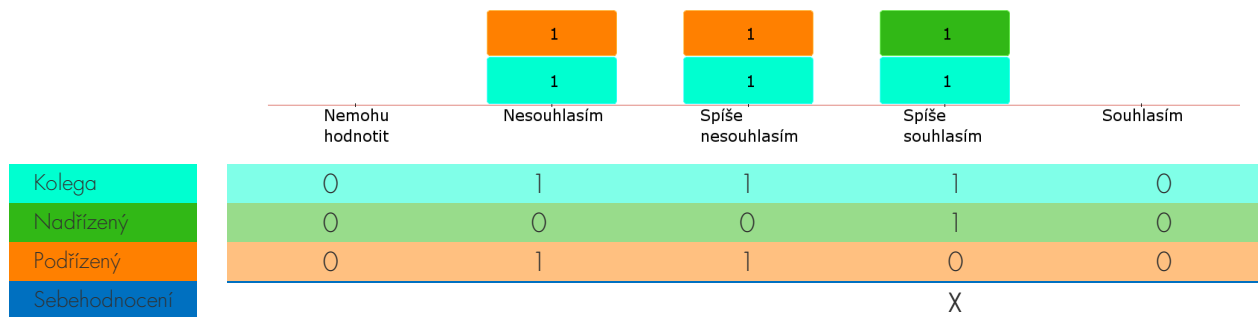 1 1 1
1 1 1
Nemohu hodnotit Nesouhlasím Spíše nesouhlasím Spíše souhlasím Souhlasím
Kolega 0 1 1 1 0
Nadřízený 0 0 0 1 0
Podřízený 0 1 1 0 0
Sebehodnocení X